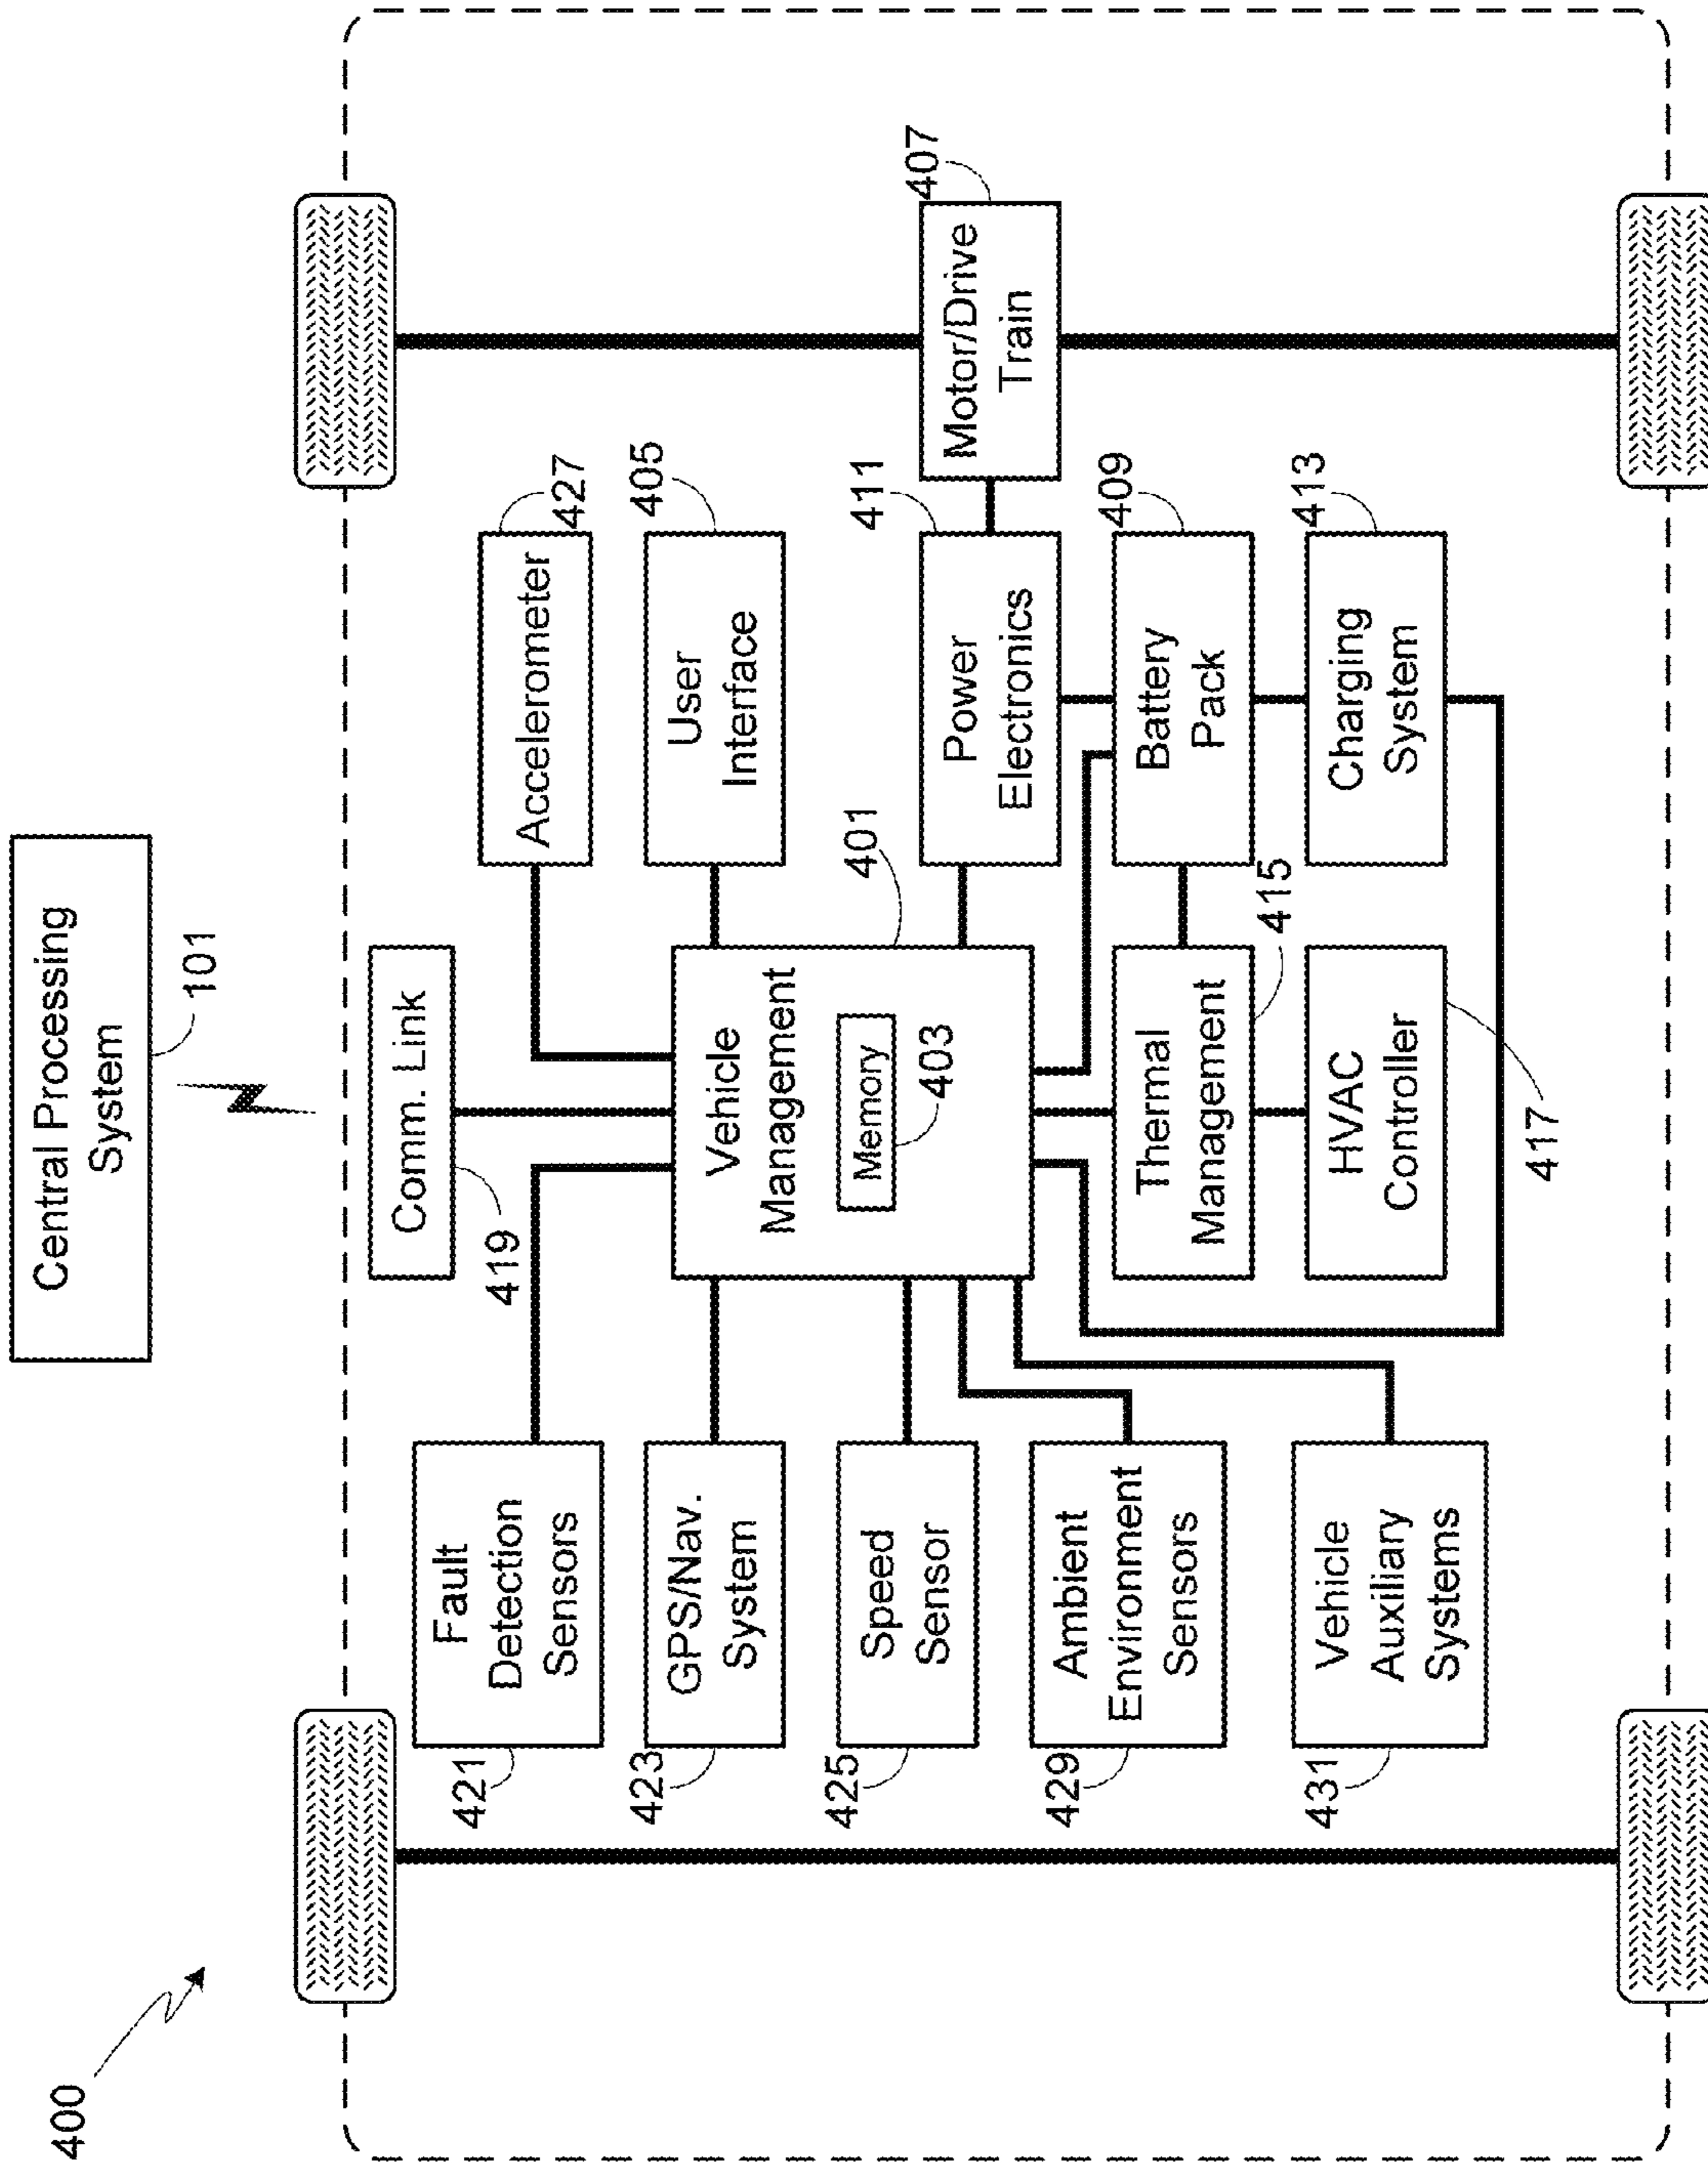 400
Central Processing
System
101
Comm. Link
419
Fault
Detection
Sensors
421
Accelerometer
427
GPS/Nav.
System
423
Vehicle
Management
401
Memory
403
User
Interface
405
Speed
Sensor
425
Power
Electronics
411
Motor/Drive
Train
407
Ambient
Environment
Sensors
429
Thermal
Management
415
Battery
Pack
409
Vehicle
Auxiliary
Systems
431
HVAC
Controller
417
Charging
System
413